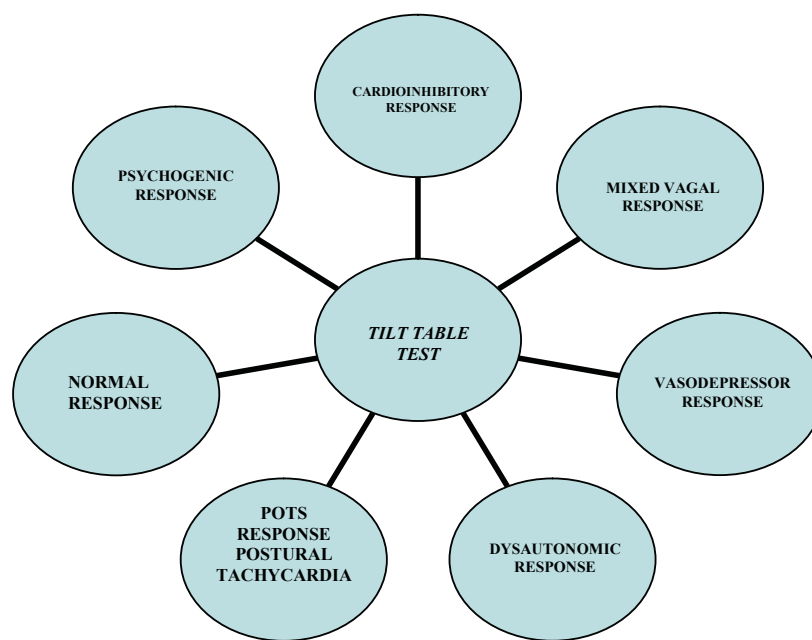 CARDIOINHIBITORY
RESPONSE
PSYCHOGENIC
RESPONSE
MIXED VAGAL
RESPONSE
TILT TABLE
TEST
NORMAL
RESPONSE
VASODEPRESSOR
RESPONSE
POTS
RESPONSE
POSTURAL
TACHYCARDIA
DYSAUTONOMIC
RESPONSE